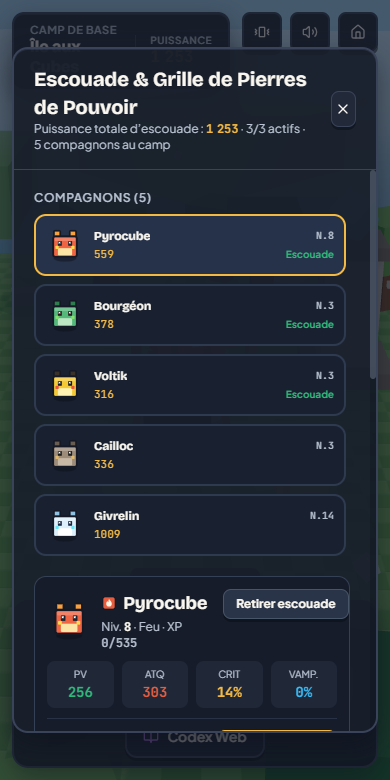 CAMP DE BASE
Île aux
PUISSANCE
Escouade & Grille de Pierres
de Pouvoir
Puissance totale d'escouade : 1 253 · 3/3 actifs ·
5 compagnons au camp
COMPAGNONS (5)
Pyrocube N.8
559 Escouade
Bourgéon N.3
378 Escouade
Voltik N.3
316 Escouade
Cailloc N.3
336
Givrelin N.14
1009
Pyrocube Retirer escouade
Niv. 8 · Feu · XP
0/535
PV ATQ CRIT VAMP.
256 303 14% 0%
Codex Web